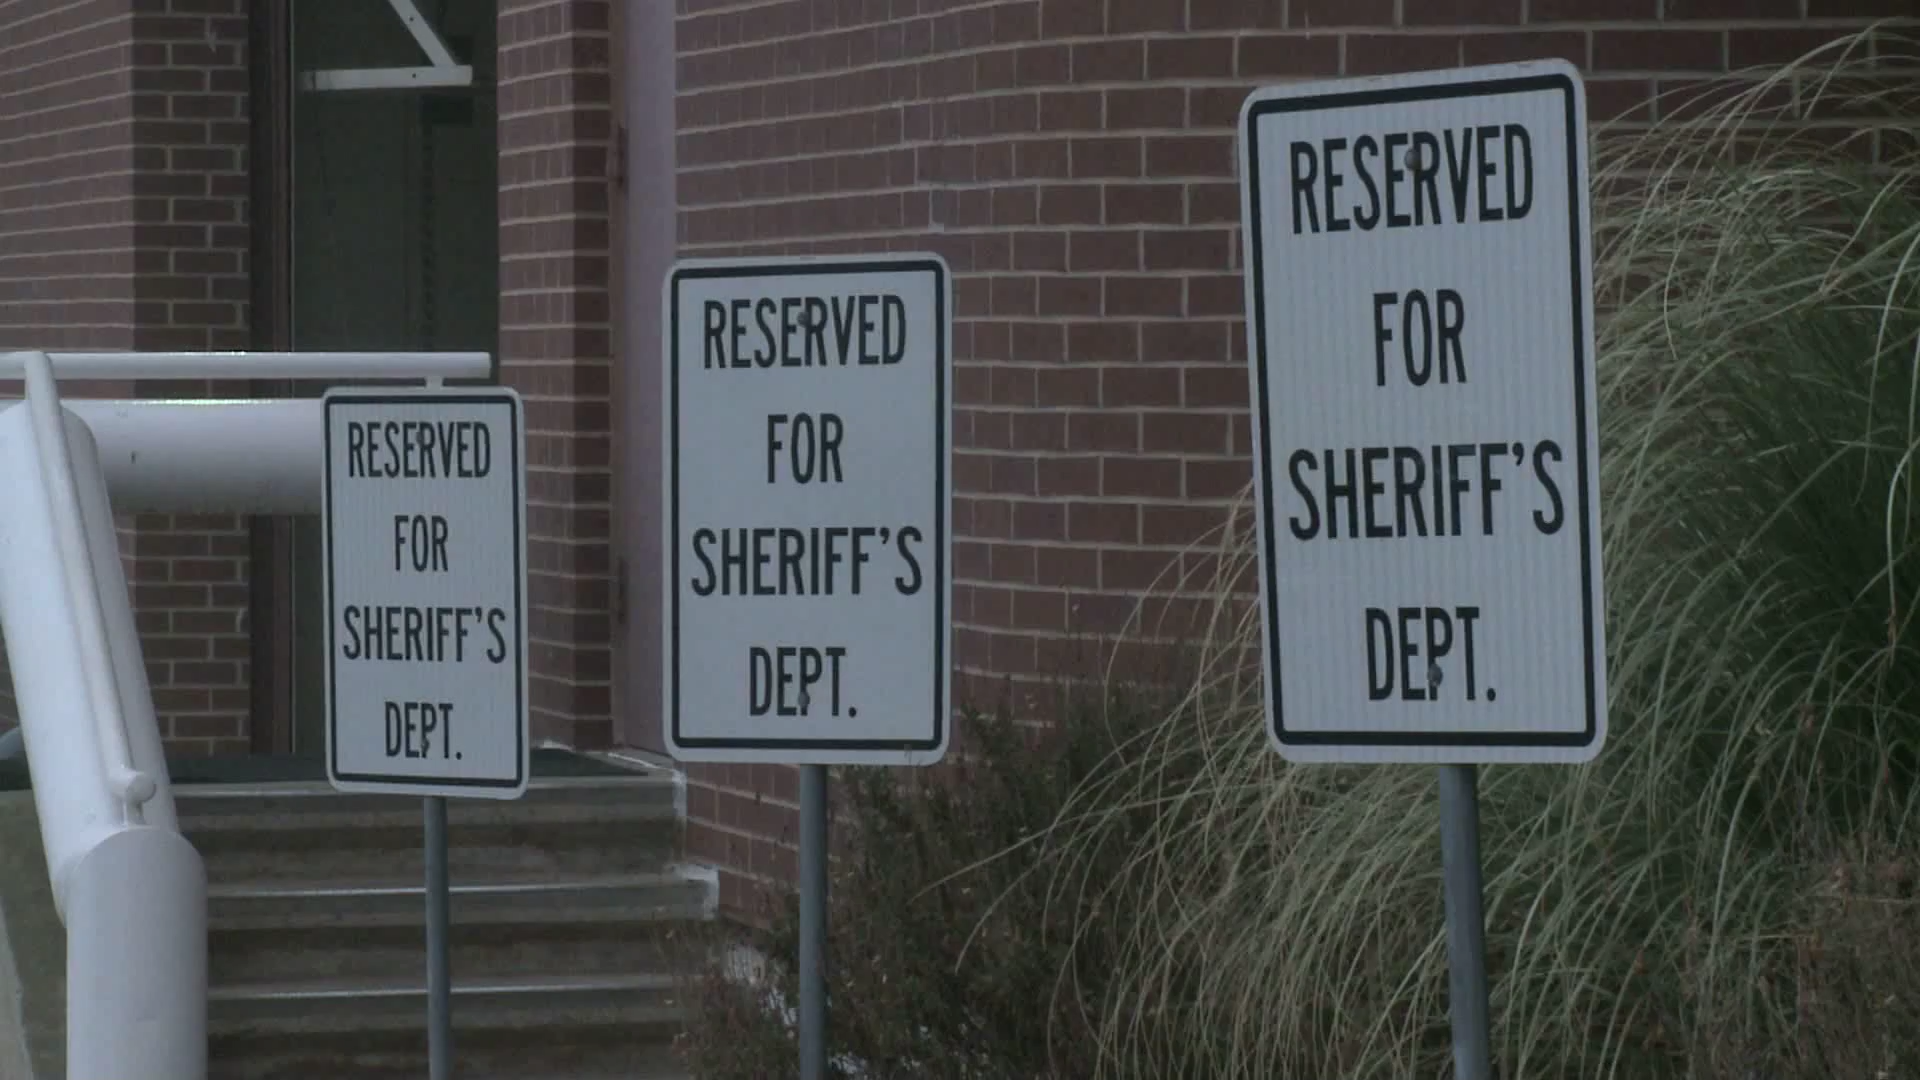 RESERVED
FOR
SHERIFF'S
DEPT.
RESERVED
FOR
SHERIFF'S
DEPT.
RESERVED
FOR
SHERIFF'S
DEPT.